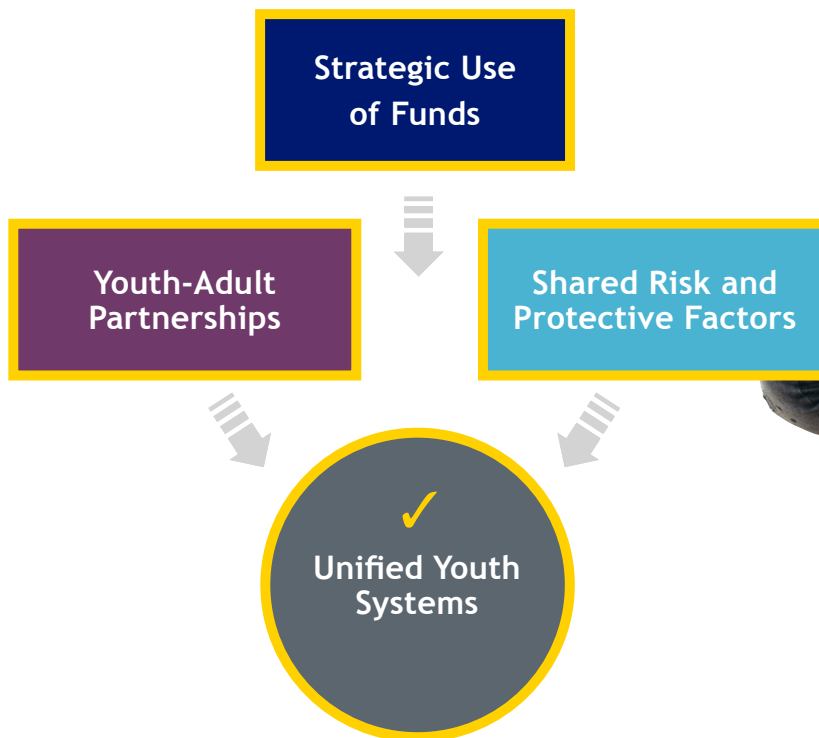 Strategic Use
of Funds
Youth-Adult
Partnerships
Shared Risk and
Protective Factors
✓
Unified Youth
Systems